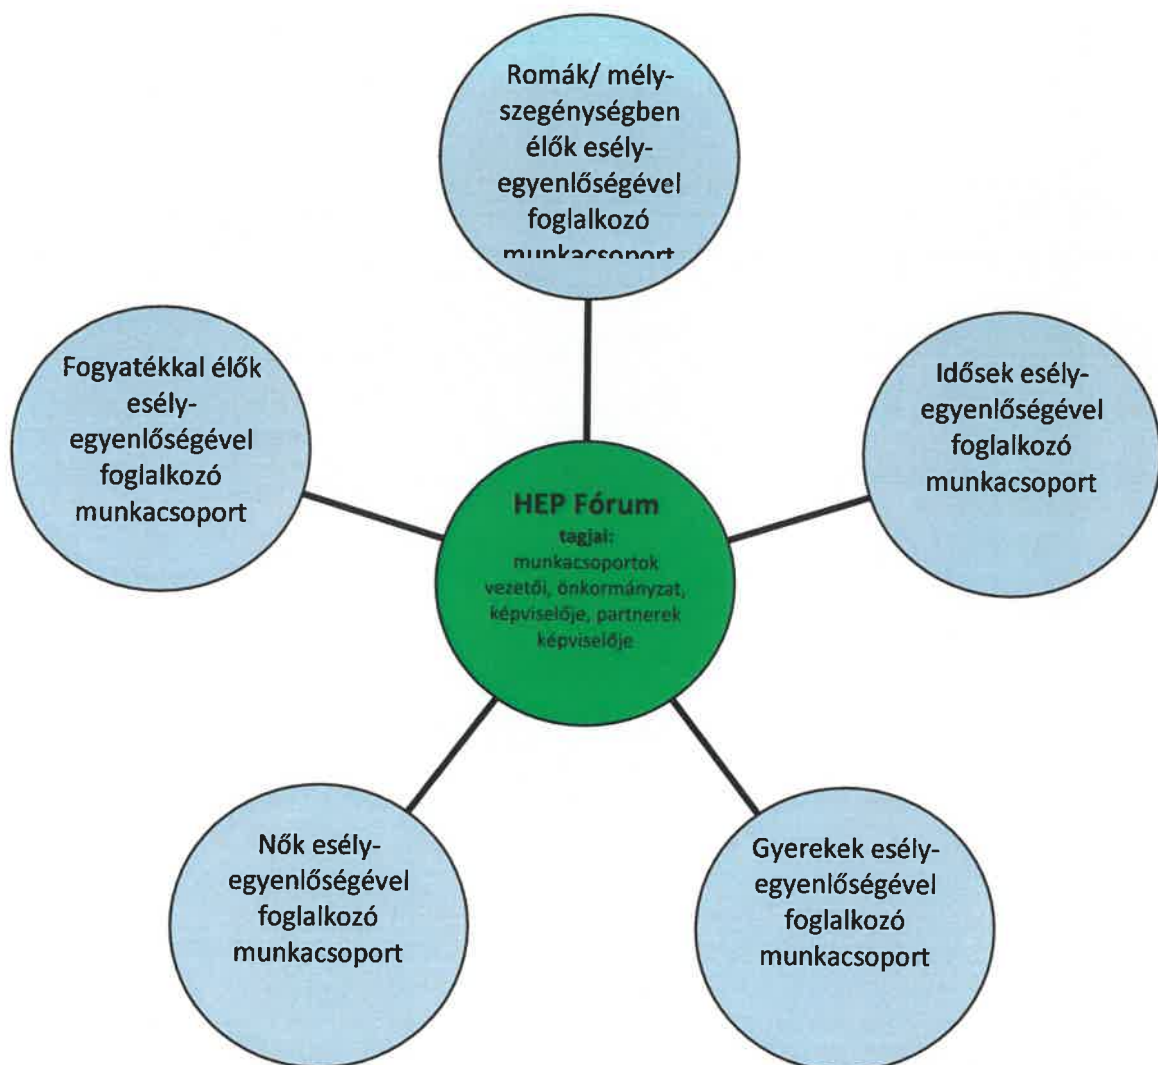 Romák/ mély-
szegénységben
élők esély-
egyenlőségével
foglalkozó
munkacsoport
Fogyatékkal élők
esély-
egyenlőségével
foglalkozó
munkacsoport
Idősek esély-
egyenlőségével
foglalkozó
munkacsoport
HEP Fórum
tagjai:
munkacsoportok
vezetői, önkormányzat,
képviselője, partnerek
képviselője
Nők esély-
egyenlőségével
foglalkozó
munkacsoport
Gyerekek esély-
egyenlőségével
foglalkozó
munkacsoport